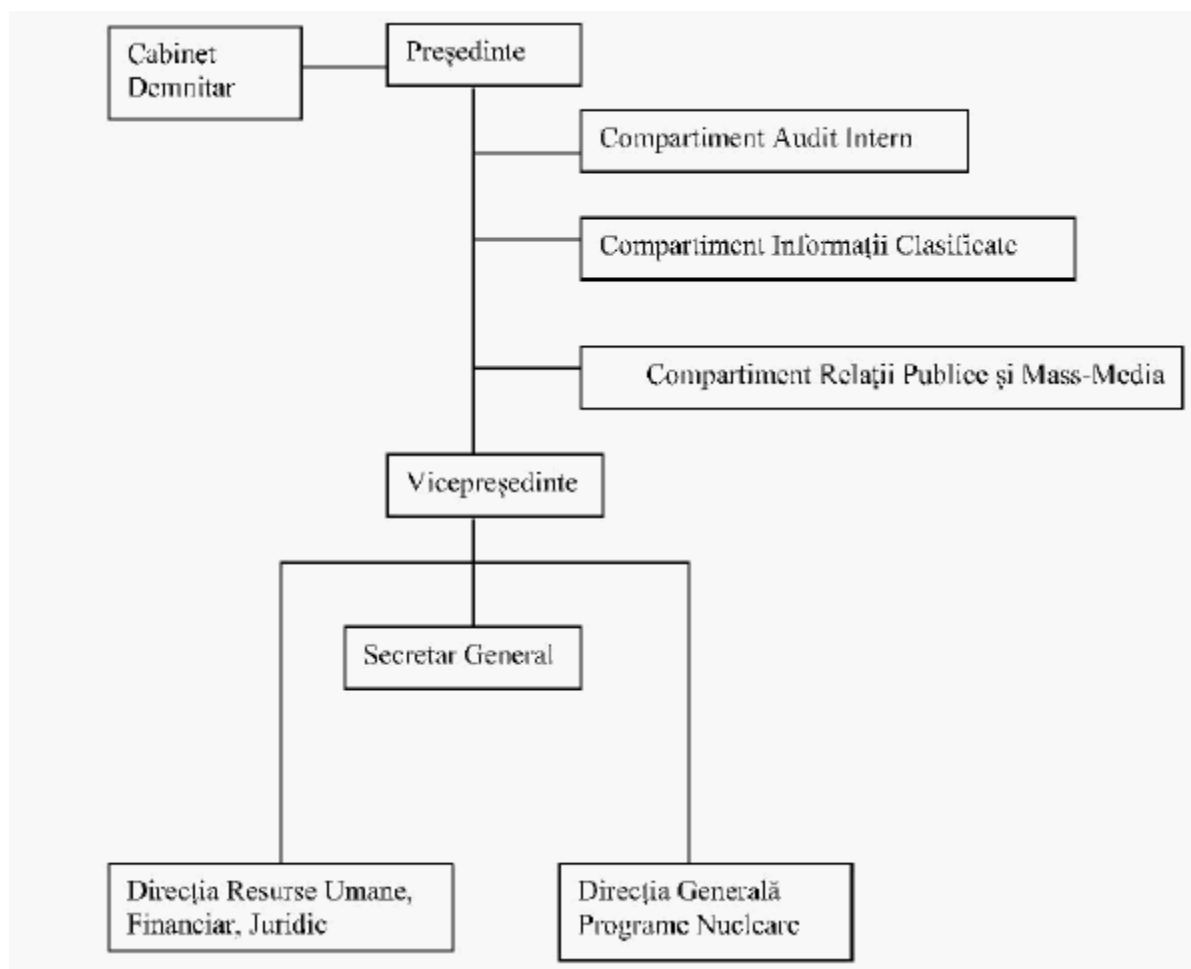 Cabinet
Demnitar
Președinte
Compartiment Audit Intern
Compartiment Informații Clasificate
Compartiment Relații Publice și Mass-Media
Vicepreședinte
Secretar General
Direcția Resurse Umane,
Financiar, Juridic
Direcția Generală
Programe Nucleare